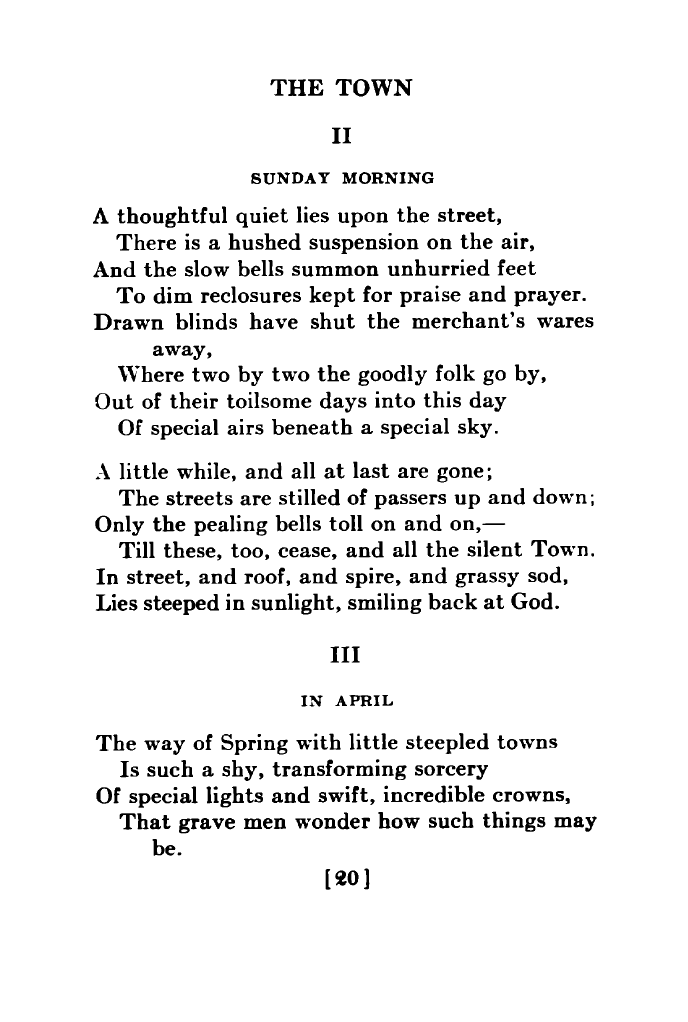 THE TOWN
II
SUNDAY MORNING
A thoughtful quiet lies upon the street,
There is a hushed suspension on the air,
And the slow bells summon unhurried feet
To dim reclosures kept for praise and prayer.
Drawn blinds have shut the merchant's wares
away,
Where two by two the goodly folk go by,
Out of their toilsome days into this day
Of special airs beneath a special sky.
A little while, and all at last are gone;
The streets are stilled of passers up and down;
Only the pealing bells toll on and on,—
Till these, too, cease, and all the silent Town.
In street, and roof, and spire, and grassy sod,
Lies steeped in sunlight, smiling back at God.
III
IN APRIL
The way of Spring with little steepled towns
Is such a shy, transforming sorcery
Of special lights and swift, incredible crowns,
That grave men wonder how such things may
be.
[20]